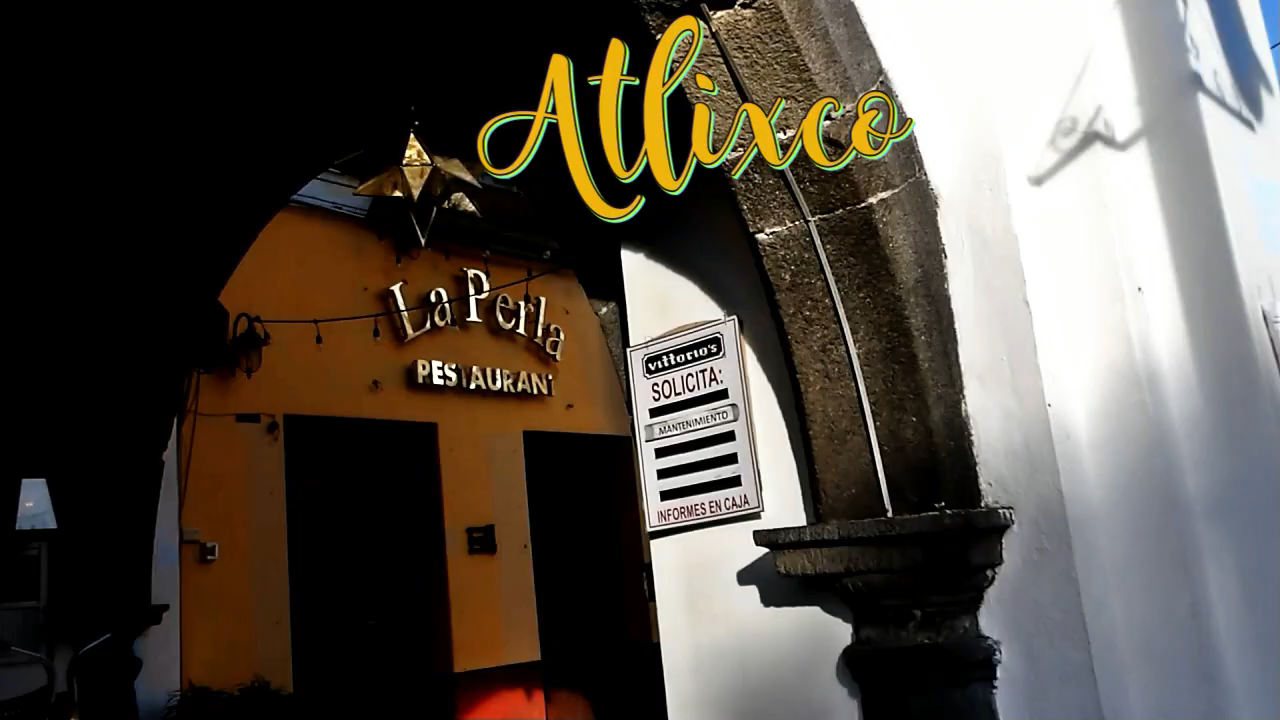 Atlixco
La Perla
RESTAURANT
vittorio's
SOLICITA:
MANTENIMIENTO
INFORMES EN CAJA